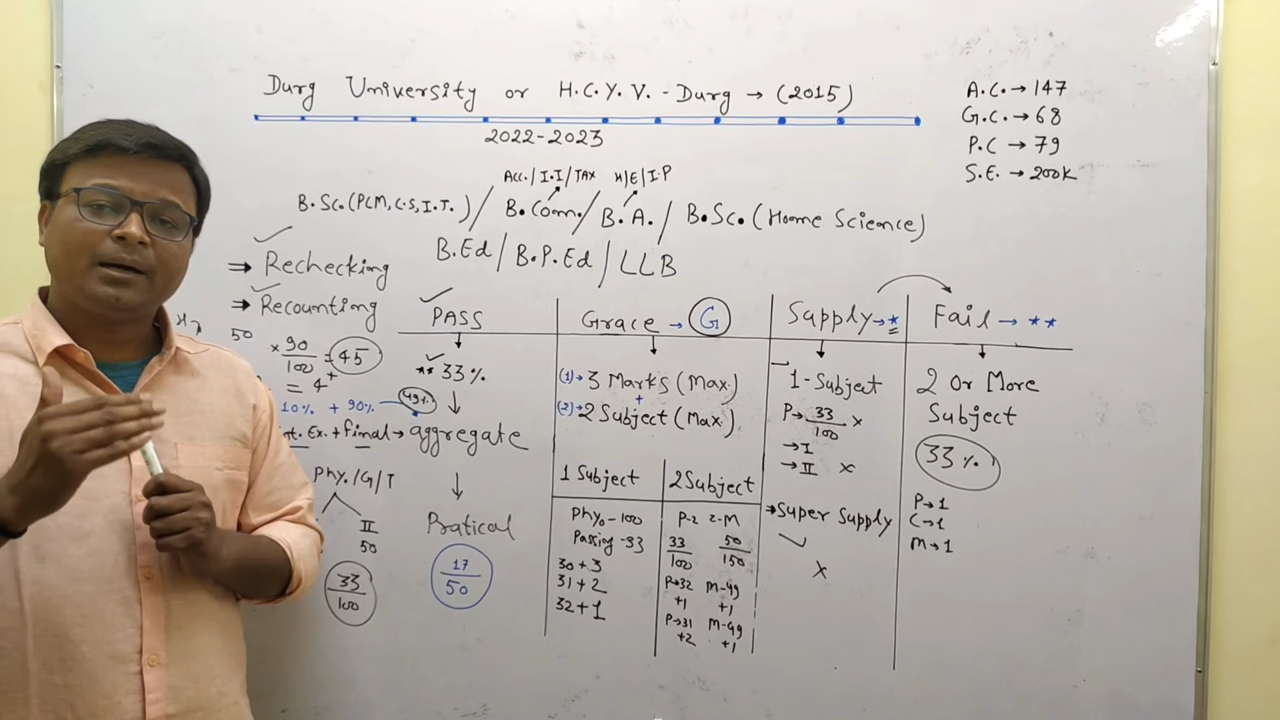 Durg University or H.C.Y.V.-Durg → (2015)
2022-2023
A.C. → 147
G.C. → 68
P.C → 79
S.E. → 200K
Acc./I.I/TAX H/E/I.P
B.Sc.(PCM,C.S,I.T.)/ B.Com./ B.A./ B.Sc.(Home Science)
B.Ed/B.P.Ed/LLB
⇒ Rechecking
⇒ Recounting
50
× 90/100 = 45
= 4+
10% + 90%
49%
Int. Ex. + final → aggregate
Phy./G/T
II
50
33/100
PASS
** 33%
Pratical
17/50
Grace → G
(1) → 3 Marks (Max.)
+
(2) → 2 Subject (Max.)
1 Subject
Phy. - 100
Passing - 33
30+3
31+2
32+1
2 Subject
P-2 2-M
33/100 50/150
P→32 M-49
+1 +1
P→31 M-49
+2 +1
Supply → *
1-Subject
P→ 33/100 ×
→ I
→ II ×
→ Super Supply
×
Fail → **
2 Or More
Subject
33%
P→1
C→1
M→1